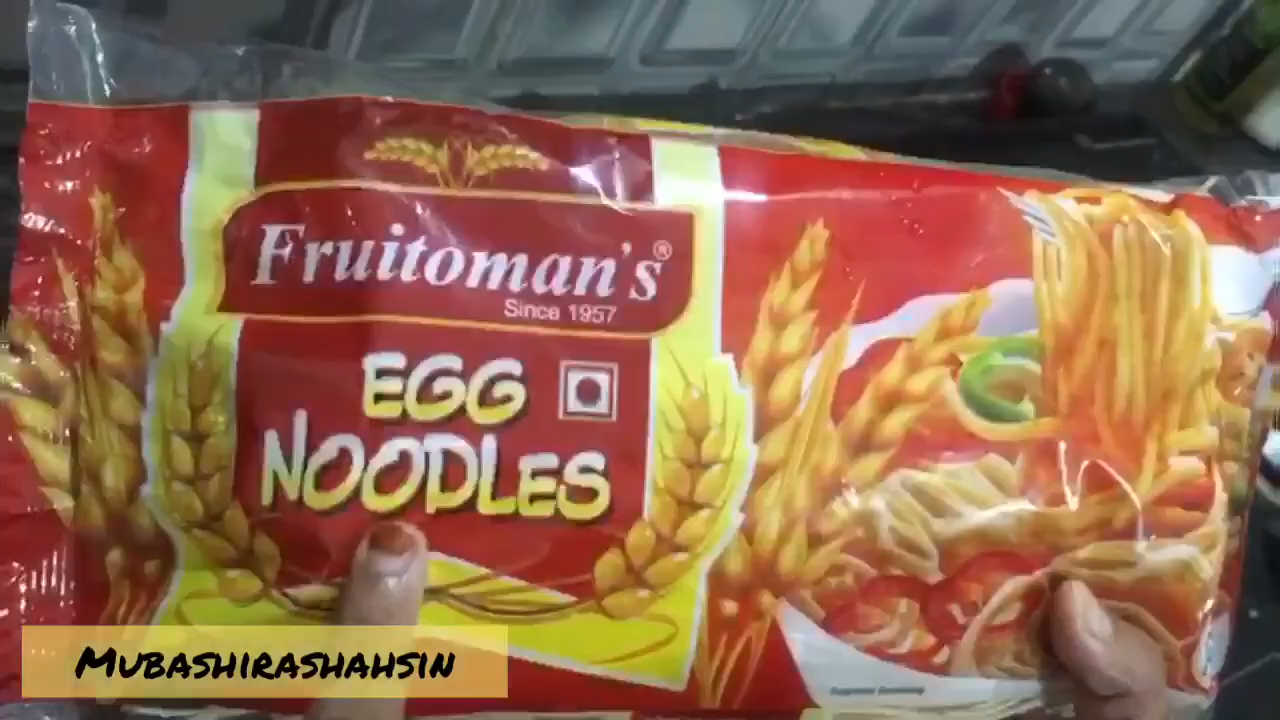 Fruitoman's®
Since 1957
EGG
NOODLES
MUBASHIRASHAHSIN